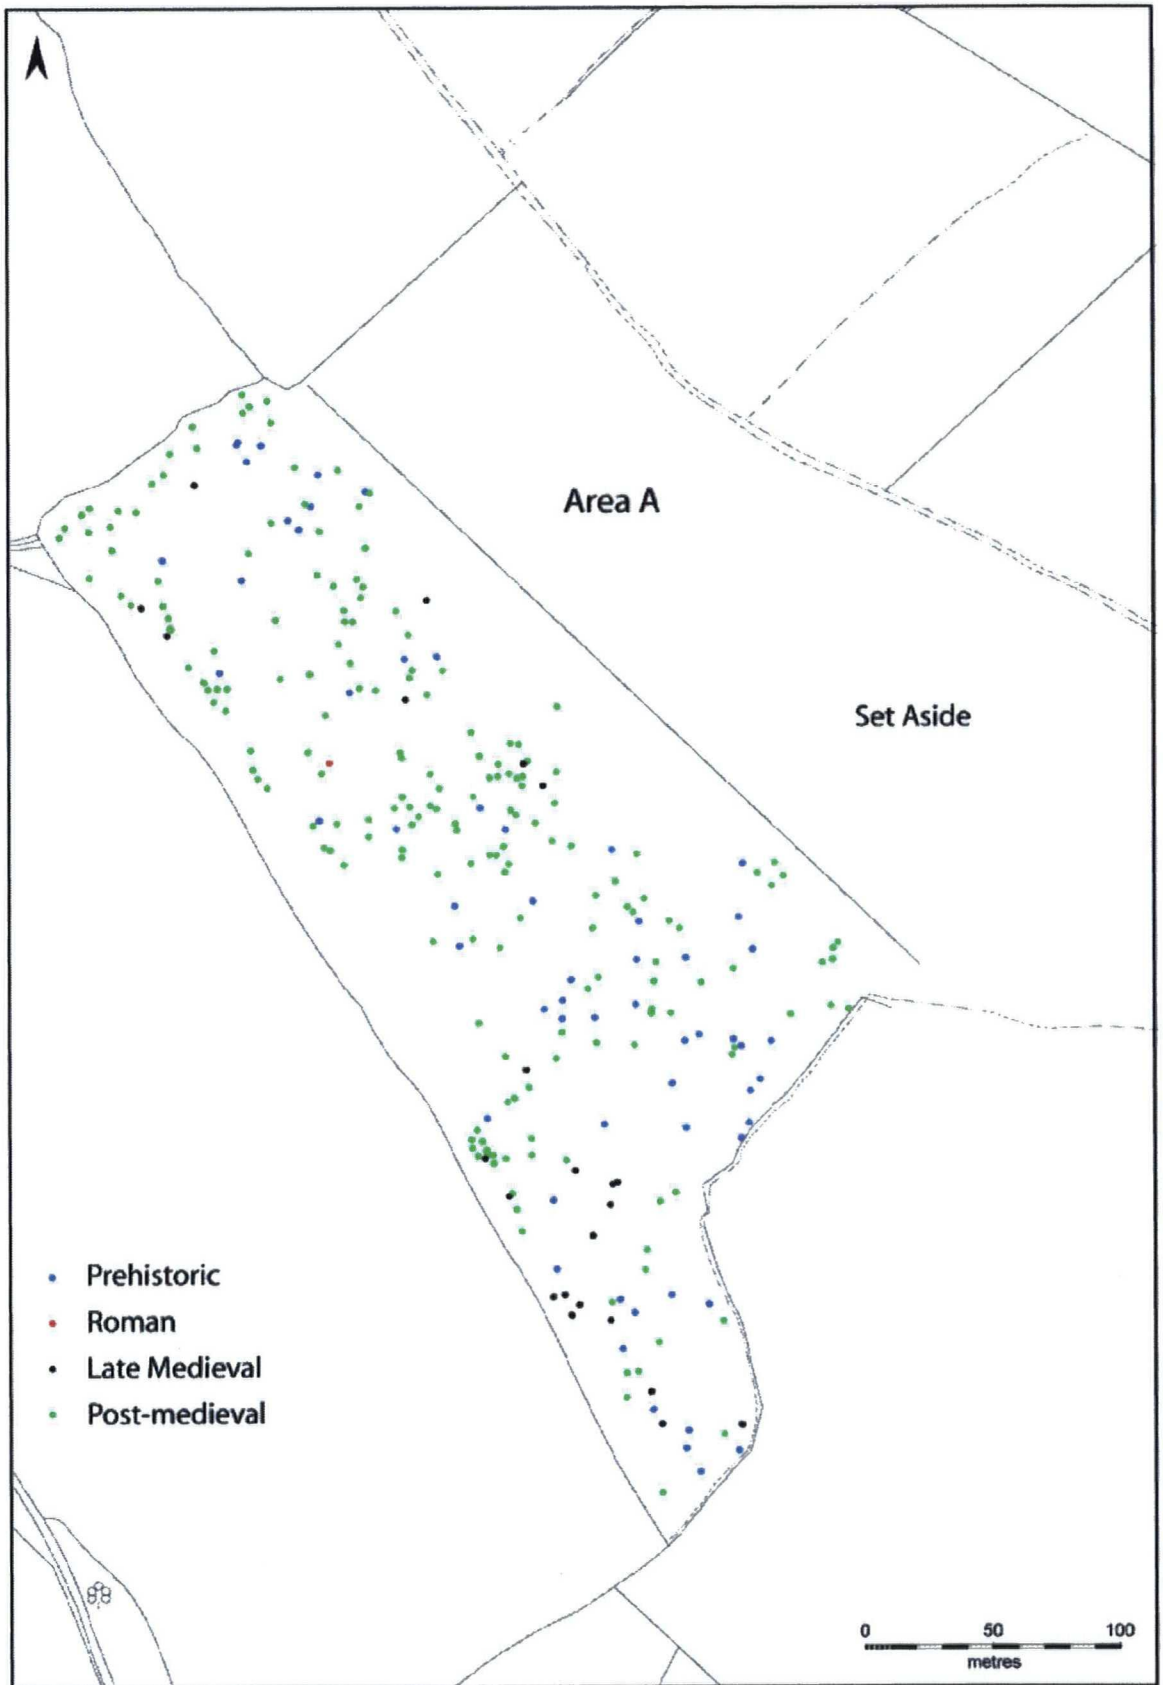 Area A
Set Aside
Prehistoric
Roman
Late Medieval
Post-medieval
0 50 100
metres